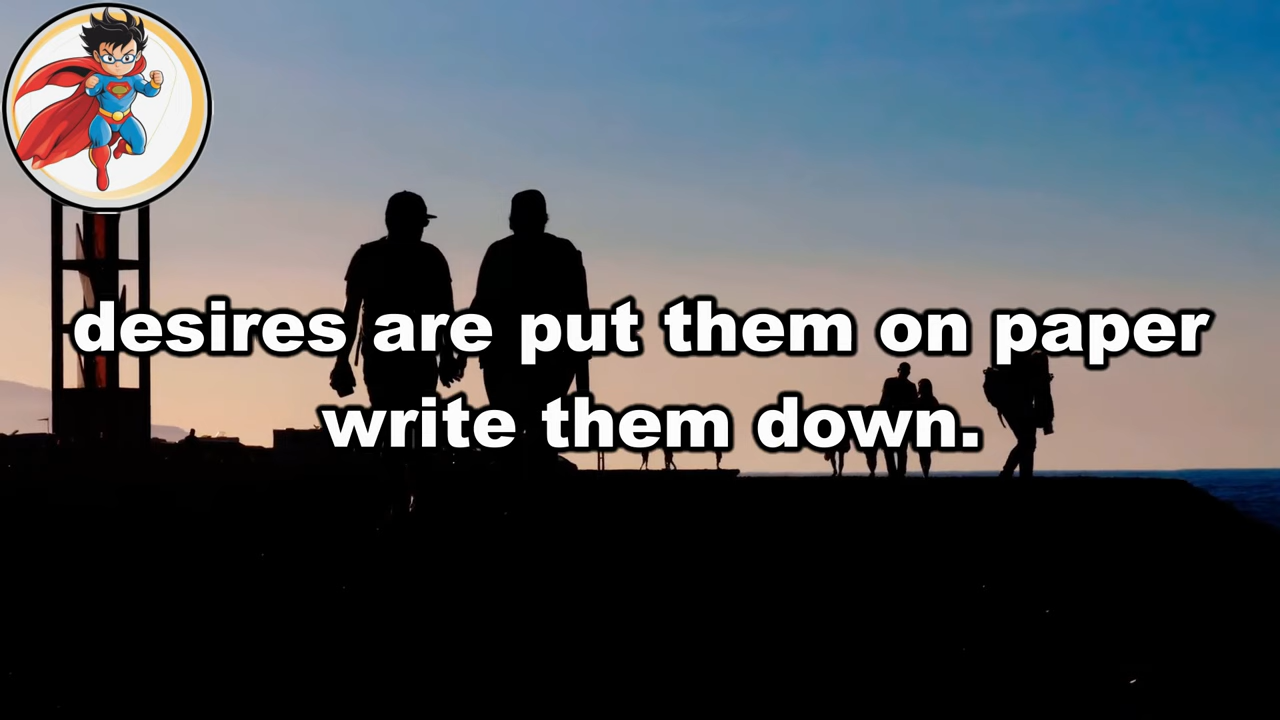 desires are put them on paper
write them down.